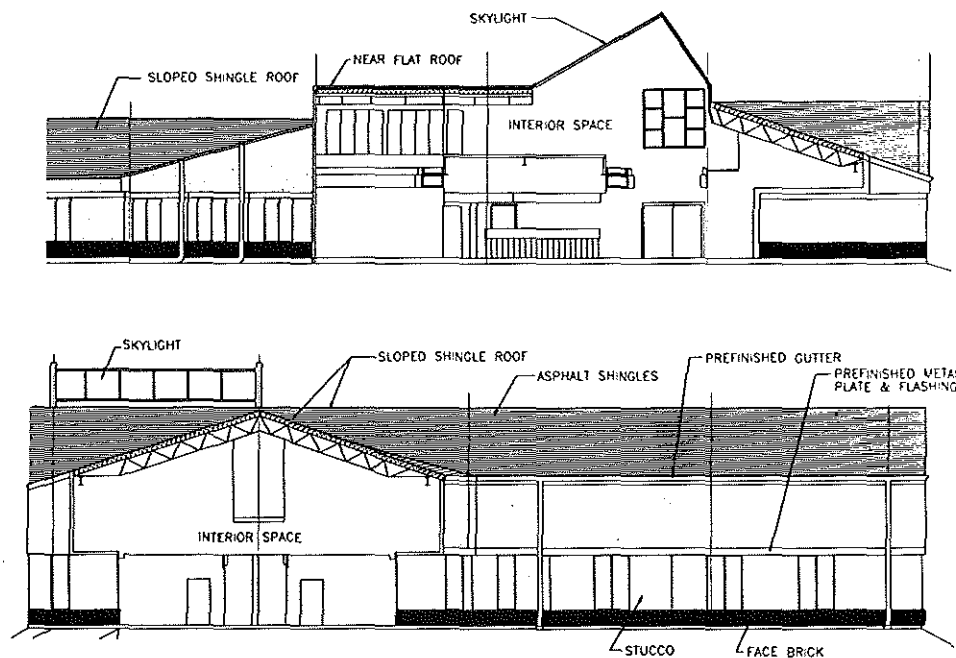 SKYLIGHT
NEAR FLAT ROOF
SLOPED SHINGLE ROOF
INTERIOR SPACE
SKYLIGHT
SLOPED SHINGLE ROOF
PREFINISHED GUTTER
ASPHALT SHINGLES
PREFINISHED META
PLATE & FLASHING
INTERIOR SPACE
STUCCO
FACE BRICK